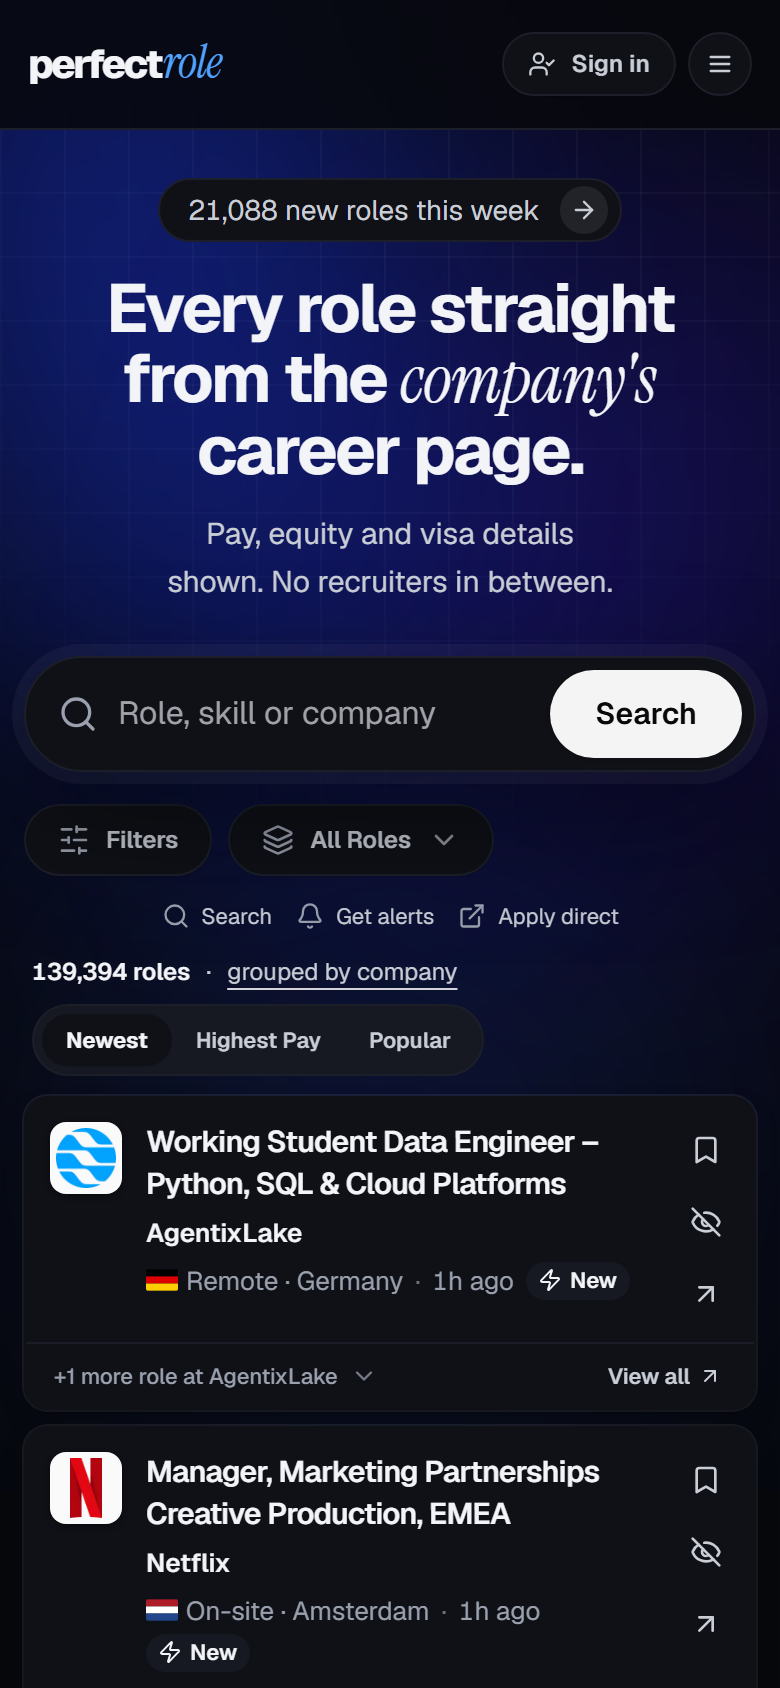 perfectrole
Sign in
21,088 new roles this week
Every role straight
from the company's
career page.
Pay, equity and visa details
shown. No recruiters in between.
Role, skill or company
Search
Filters
All Roles
Search
Get alerts
Apply direct
139,394 roles · grouped by company
Newest
Highest Pay
Popular
Working Student Data Engineer –
Python, SQL & Cloud Platforms
AgentixLake
Remote · Germany · 1h ago
New
+1 more role at AgentixLake
View all
Manager, Marketing Partnerships
Creative Production, EMEA
Netflix
On-site · Amsterdam · 1h ago
New